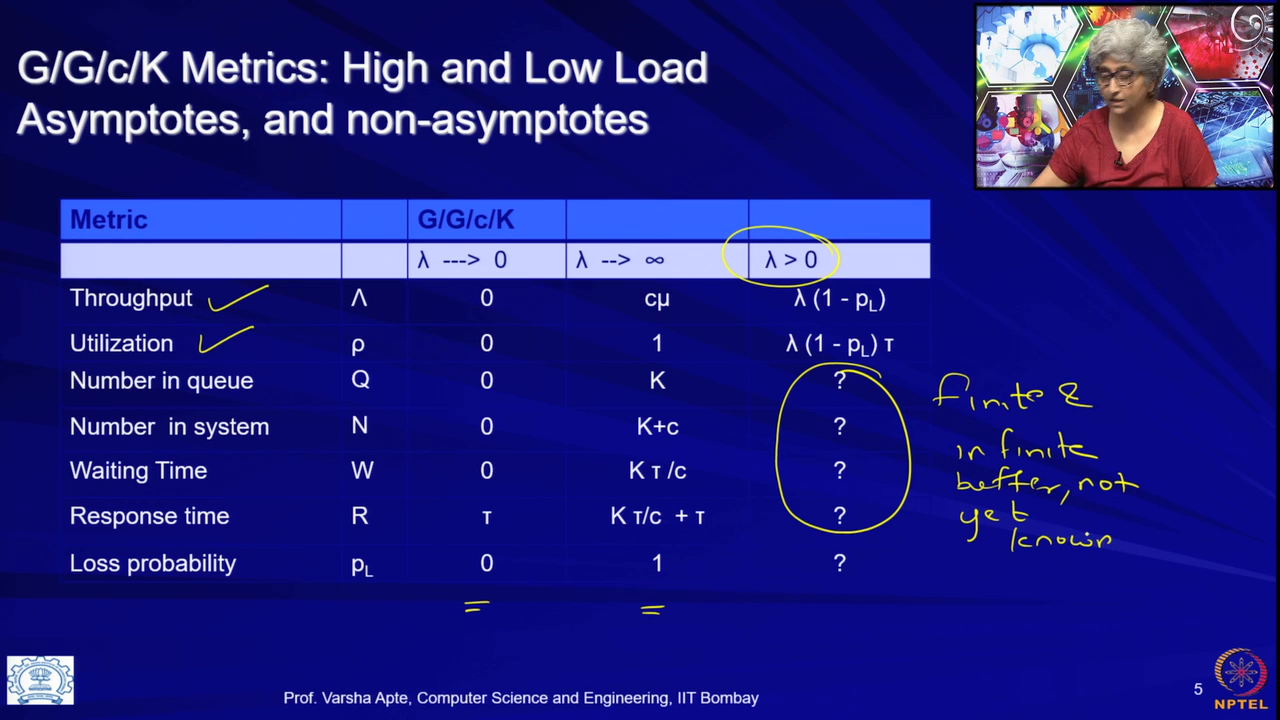 G/G/c/K Metrics: High and Low Load
Asymptotes, and non-asymptotes
Metric G/G/c/K
λ ---> 0 λ --> ∞ λ > 0
Throughput Λ 0 cμ λ (1 - pL)
Utilization ρ 0 1 λ (1 - pL) τ
Number in queue Q 0 K ?
Number in system N 0 K+c ?
Waiting Time W 0 K τ /c ?
Response time R τ K τ/c + τ ?
Loss probability pL 0 1 ?
= =
finite &
infinite
buffer, not
yet
known
Prof. Varsha Apte, Computer Science and Engineering, IIT Bombay
5
NPTEL